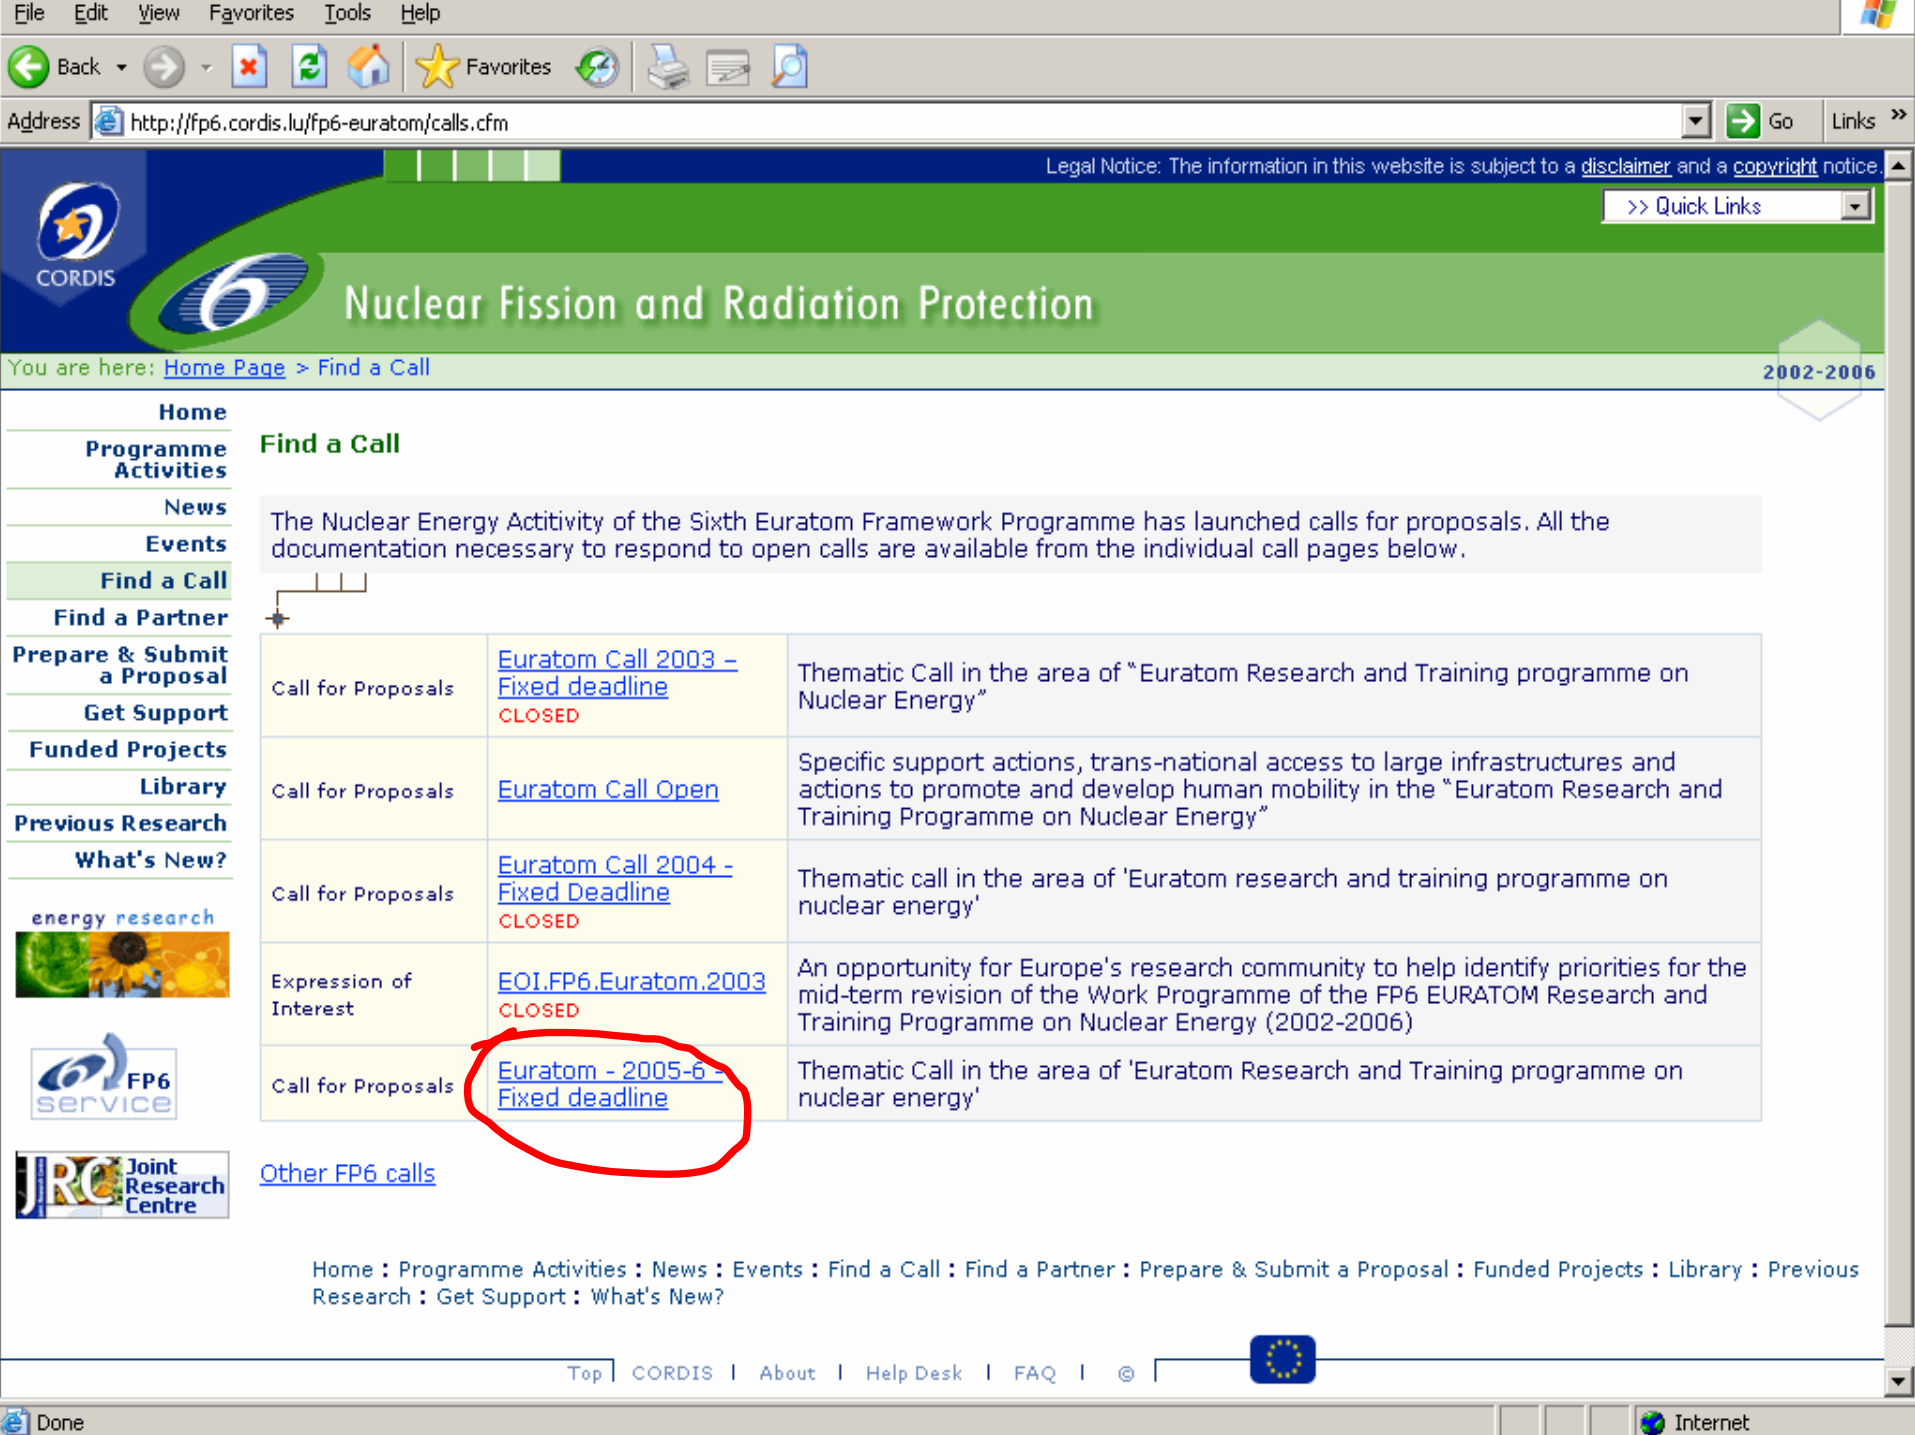 File Edit View Favorites Tools Help
Back Favorites
Address http://fp6.cordis.lu/fp6-euratom/calls.cfm Go Links »
Legal Notice: The information in this website is subject to a disclaimer and a copyright notice.
>> Quick Links
CORDIS
6 Nuclear Fission and Radiation Protection
You are here: Home Page > Find a Call
2002-2006
Home
Programme
Activities
News
Events
Find a Call
Find a Partner
Prepare & Submit
a Proposal
Get Support
Funded Projects
Library
Previous Research
What's New?
energy research
FP6
service
JRC Joint
Research
Centre
Find a Call
The Nuclear Energy Actitivity of the Sixth Euratom Framework Programme has launched calls for proposals. All the
documentation necessary to respond to open calls are available from the individual call pages below.
Call for Proposals
Euratom Call 2003 –
Fixed deadline
CLOSED
Thematic Call in the area of “Euratom Research and Training programme on
Nuclear Energy”
Call for Proposals
Euratom Call Open
Specific support actions, trans-national access to large infrastructures and
actions to promote and develop human mobility in the “Euratom Research and
Training Programme on Nuclear Energy”
Call for Proposals
Euratom Call 2004 -
Fixed Deadline
CLOSED
Thematic call in the area of 'Euratom research and training programme on
nuclear energy'
Expression of
Interest
EOI.FP6.Euratom.2003
CLOSED
An opportunity for Europe's research community to help identify priorities for the
mid-term revision of the Work Programme of the FP6 EURATOM Research and
Training Programme on Nuclear Energy (2002-2006)
Call for Proposals
Euratom - 2005-6 -
Fixed deadline
Thematic Call in the area of 'Euratom Research and Training programme on
nuclear energy'
Other FP6 calls
Home : Programme Activities : News : Events : Find a Call : Find a Partner : Prepare & Submit a Proposal : Funded Projects : Library : Previous
Research : Get Support : What's New?
Top CORDIS | About | Help Desk | FAQ | ©
Done Internet